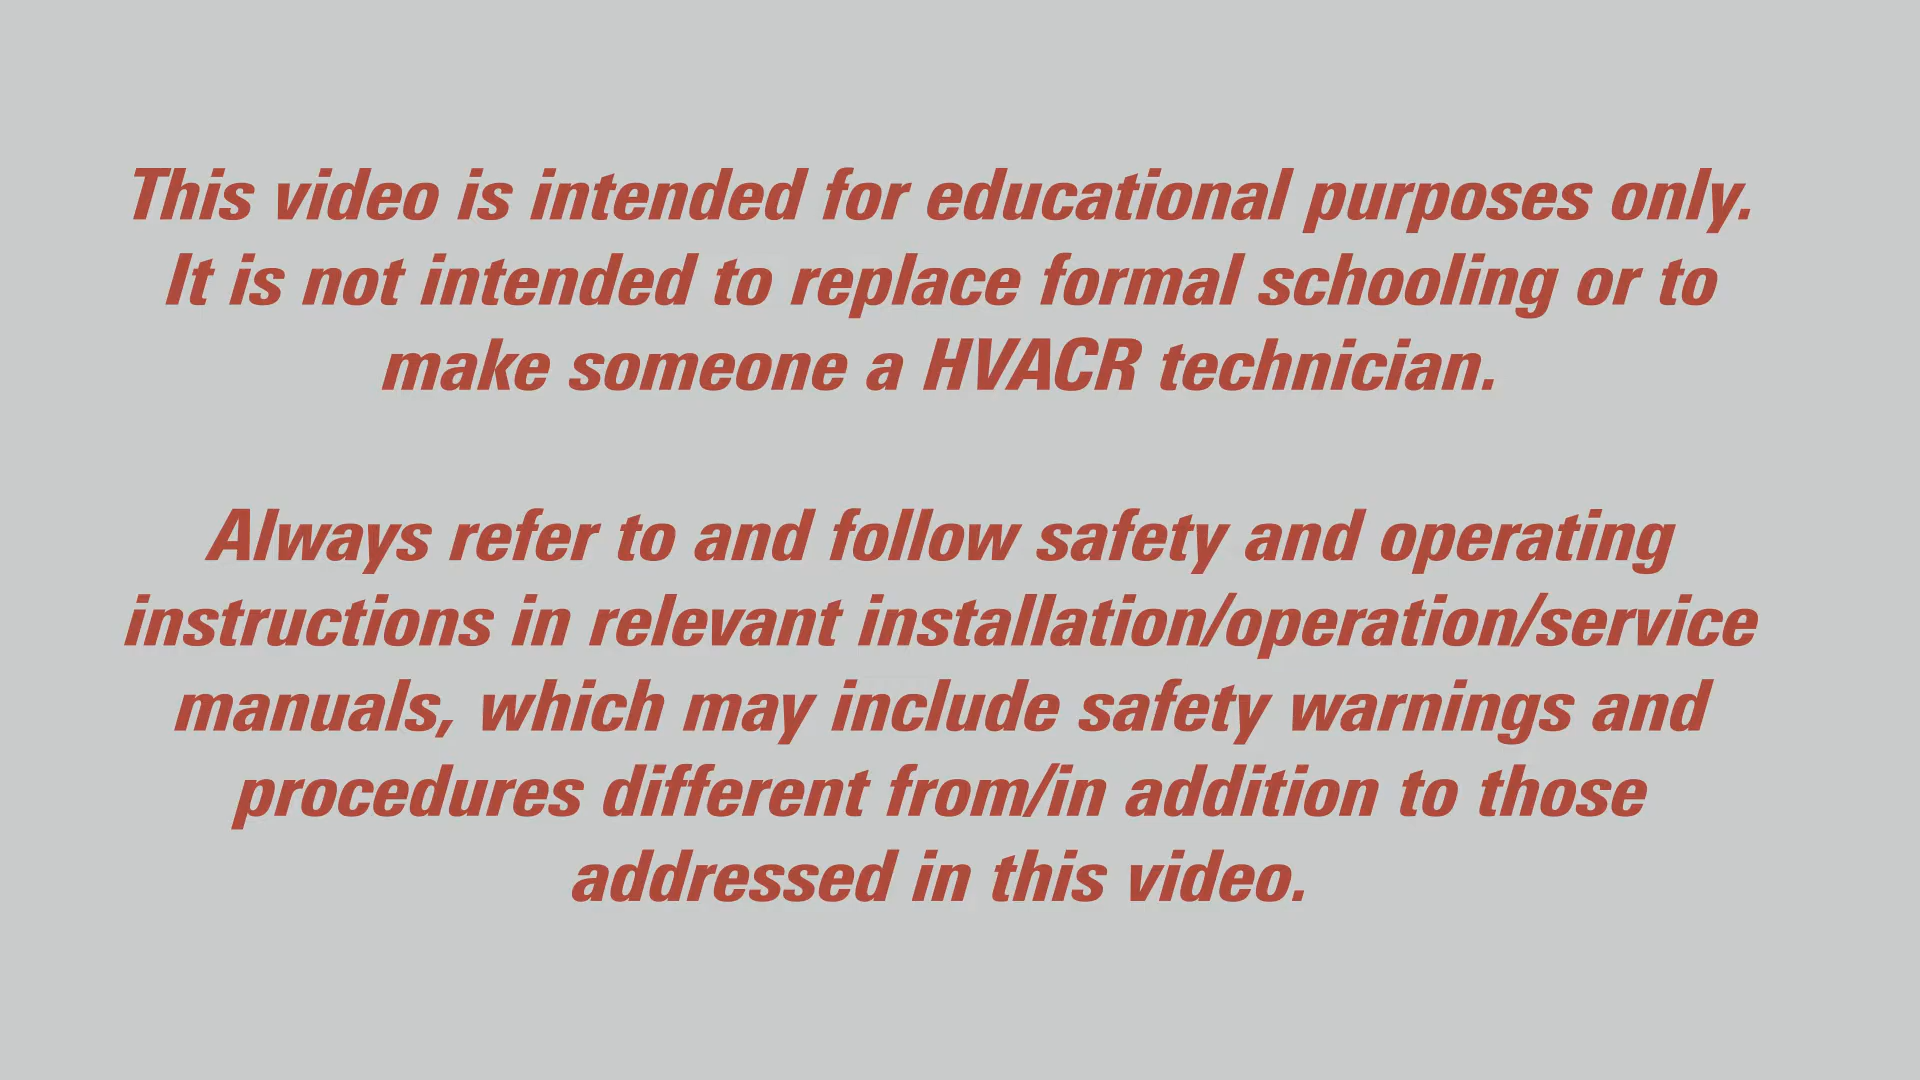 This video is intended for educational purposes only.
It is not intended to replace formal schooling or to
make someone a HVACR technician.
Always refer to and follow safety and operating
instructions in relevant installation/operation/service
manuals, which may include safety warnings and
procedures different from/in addition to those
addressed in this video.